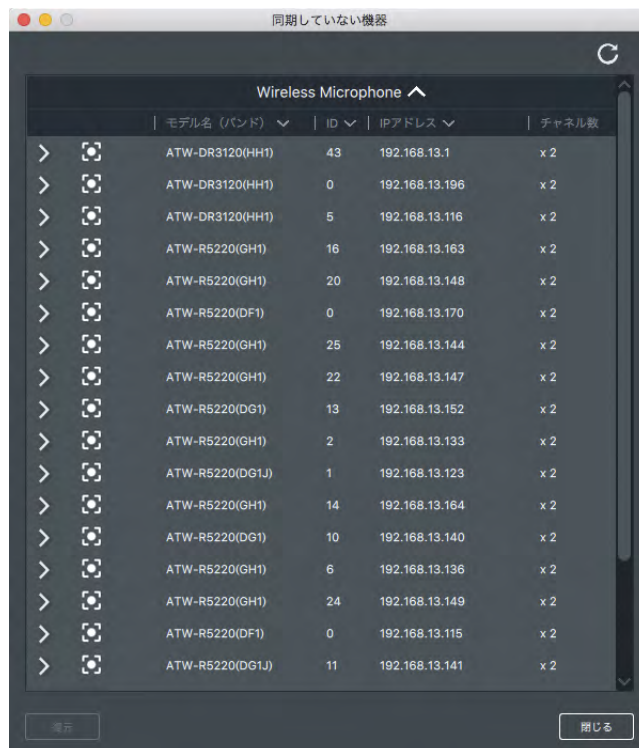 同期していない機器
Wireless Microphone
モデル名（バンド） ID IPアドレス チャネル数
ATW-DR3120(HH1) 43 192.168.13.1 x 2
ATW-DR3120(HH1) 0 192.168.13.196 x 2
ATW-DR3120(HH1) 5 192.168.13.116 x 2
ATW-R5220(GH1) 16 192.168.13.163 x 2
ATW-R5220(GH1) 20 192.168.13.148 x 2
ATW-R5220(DF1) 0 192.168.13.170 x 2
ATW-R5220(GH1) 25 192.168.13.144 x 2
ATW-R5220(GH1) 22 192.168.13.147 x 2
ATW-R5220(DG1) 13 192.168.13.152 x 2
ATW-R5220(GH1) 2 192.168.13.133 x 2
ATW-R5220(DG1J) 1 192.168.13.123 x 2
ATW-R5220(GH1) 14 192.168.13.164 x 2
ATW-R5220(DG1) 10 192.168.13.140 x 2
ATW-R5220(GH1) 6 192.168.13.136 x 2
ATW-R5220(GH1) 24 192.168.13.149 x 2
ATW-R5220(DF1) 0 192.168.13.115 x 2
ATW-R5220(DG1J) 11 192.168.13.141 x 2
復元 閉じる